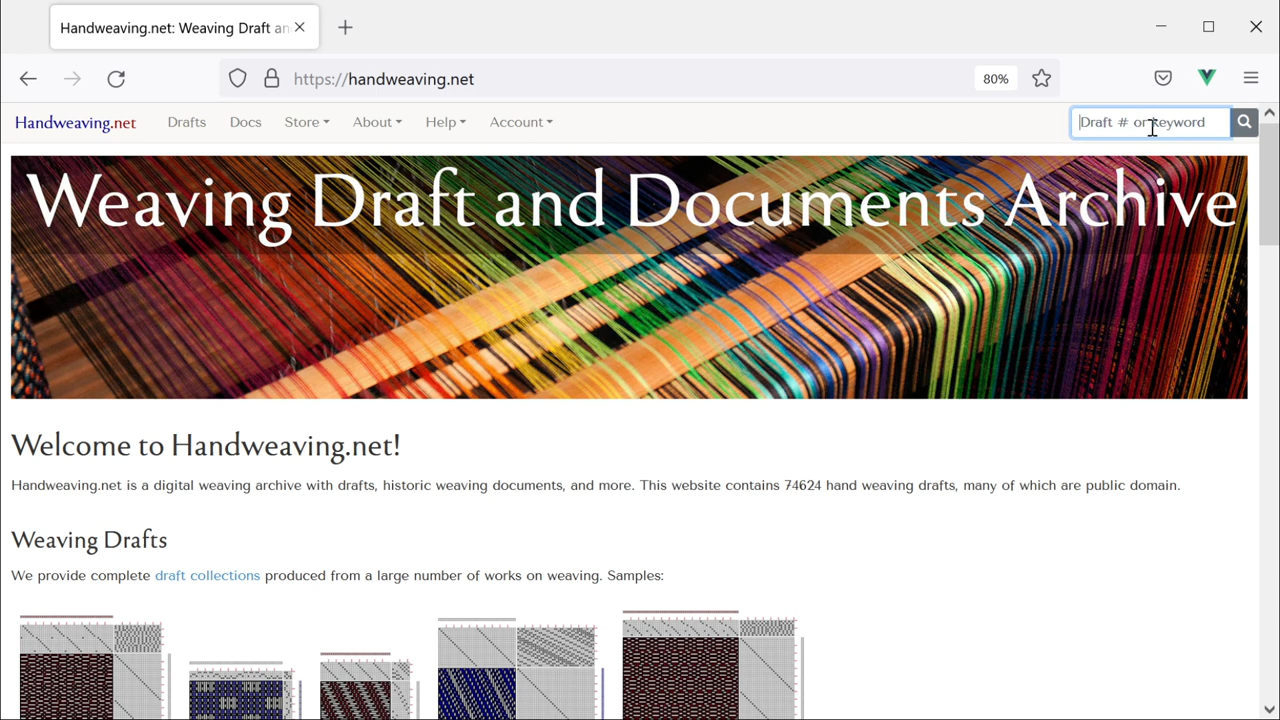 Handweaving.net: Weaving Draft an
https://handweaving.net
80%
Handweaving.net Drafts Docs Store About Help Account Draft # or keyword
Weaving Draft and Documents Archive
Welcome to Handweaving.net!
Handweaving.net is a digital weaving archive with drafts, historic weaving documents, and more. This website contains 74624 hand weaving drafts, many of which are public domain.
Weaving Drafts
We provide complete draft collections produced from a large number of works on weaving. Samples: